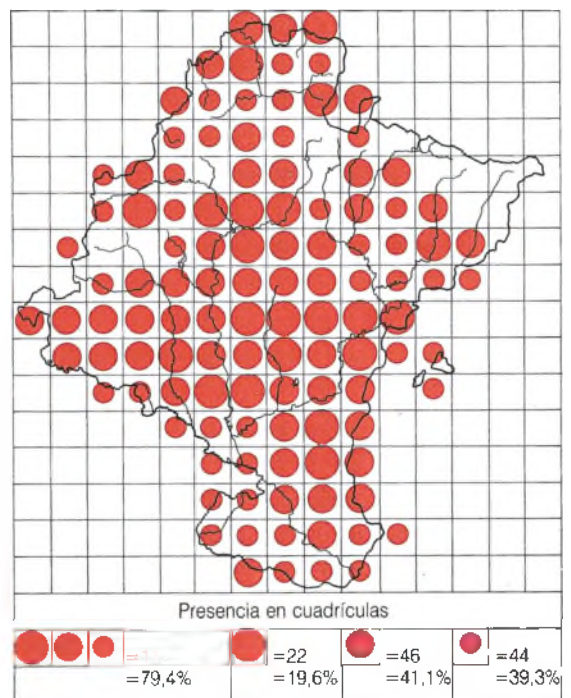 Presencia en cuadrículas
=22 =46 =44
=79,4% =19,6% =41,1% =39,3%